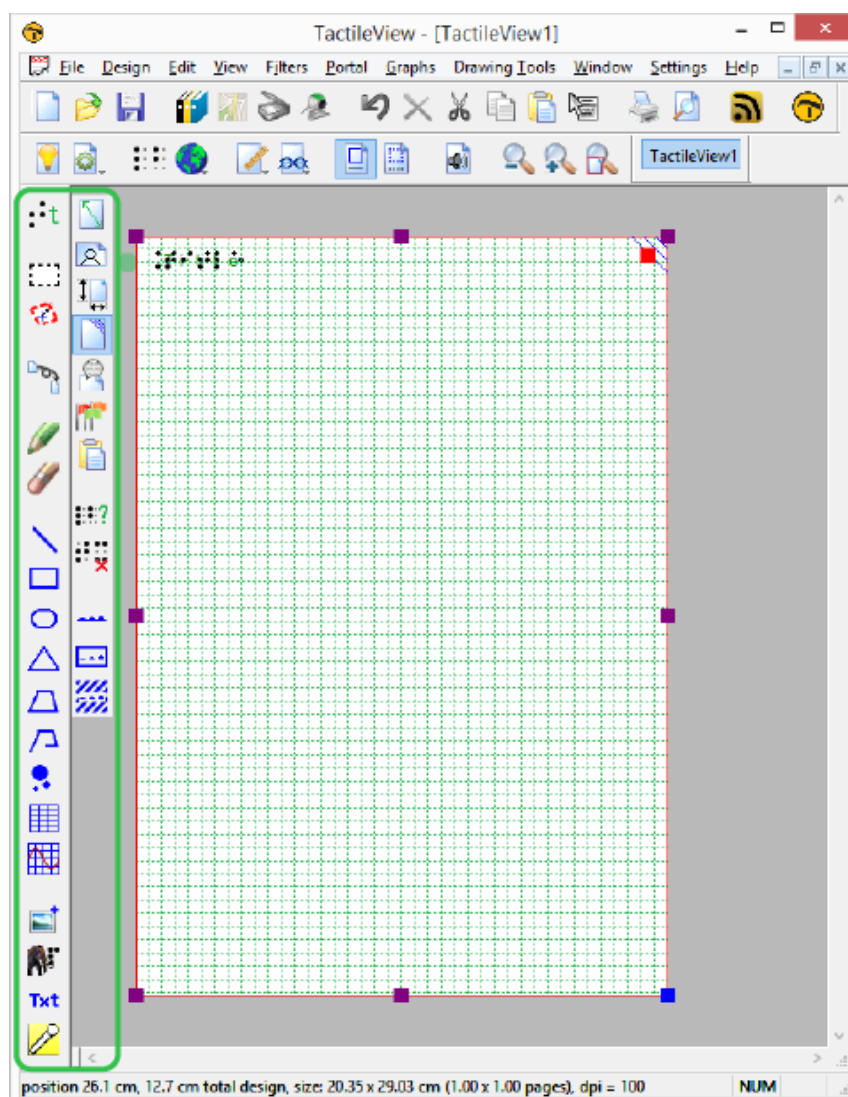 TactileView - [TactileView1]
File Design Edit View Filters Portal Graphs Drawing Tools Window Settings Help
TactileView1
t
?
Txt
position 26.1 cm, 12.7 cm total design, size: 20.35 x 29.03 cm (1.00 x 1.00 pages), dpi = 100 NUM